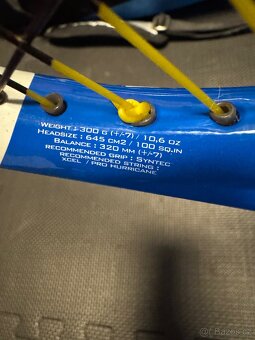 WEIGHT : 300 G (+/-7) / 10,6 OZ
HEADSIZE : 645 CM2 / 100 SQ.IN
BALANCE : 320 MM (+/-7)
RECOMMENDED GRIP : SYNTEC
RECOMMENDED STRING :
XCEL / PRO HURRICANE